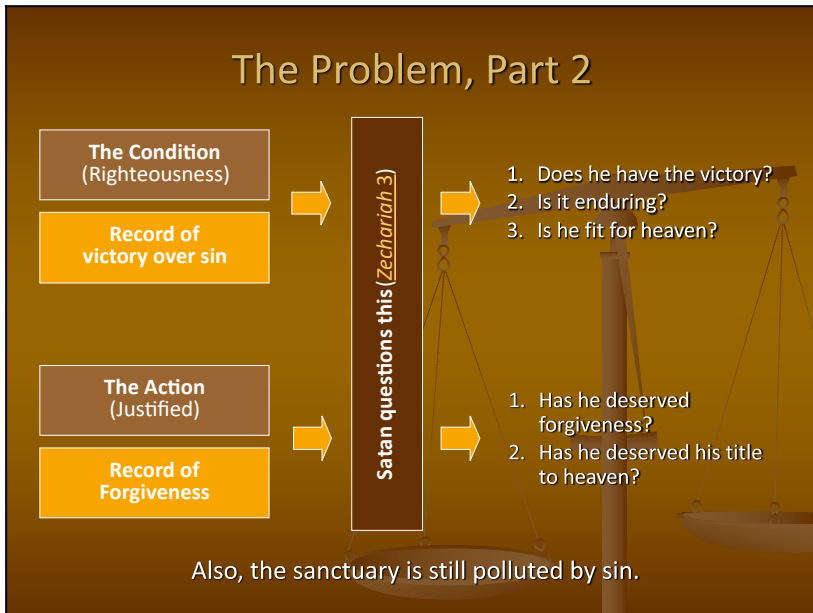 The Problem, Part 2
The Condition
(Righteousness)
Record of
victory over sin
Satan questions this (Zechariah 3)
1. Does he have the victory?
2. Is it enduring?
3. Is he fit for heaven?
The Action
(Justified)
Record of
Forgiveness
1. Has he deserved
forgiveness?
2. Has he deserved his title
to heaven?
Also, the sanctuary is still polluted by sin.